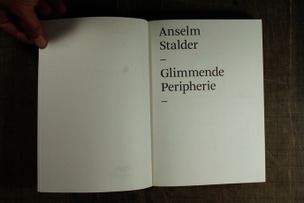 Anselm
Stalder
–
Glimmende
Peripherie
–